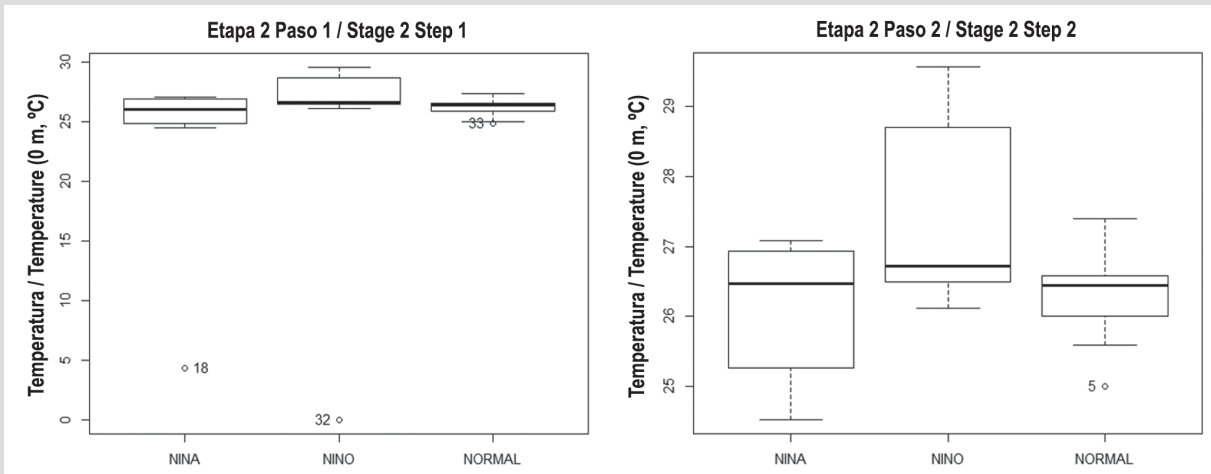 Etapa 2 Paso 1 / Stage 2 Step 1
Temperatura / Temperature (0 m, ºC)
30
25
20
15
10
5
0
33
18
32
NINA NINO NORMAL
Etapa 2 Paso 2 / Stage 2 Step 2
Temperatura / Temperature (0 m, ºC)
29
28
27
26
25
5
NINA NINO NORMAL